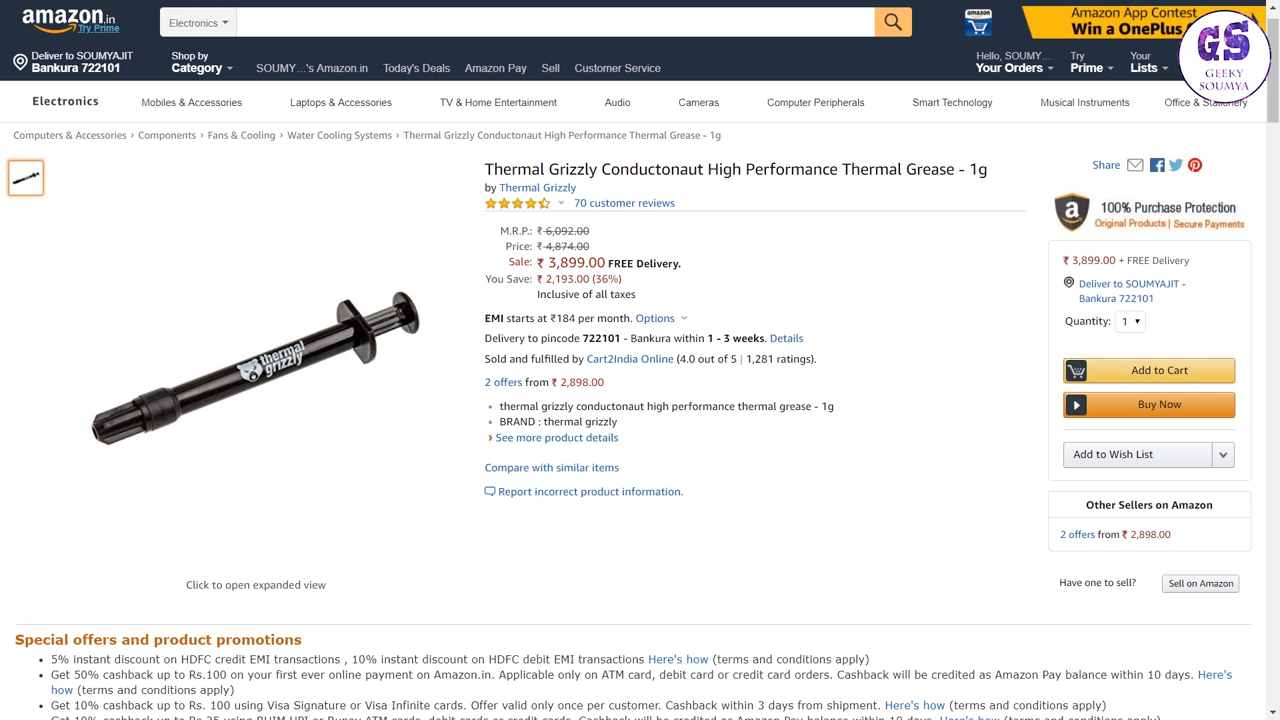 amazon.in
Try Prime
Electronics
amazon
Amazon App Contest
Win a OnePlus
GS
GEEKY
SOUMYA
Deliver to SOUMYAJIT
Bankura 722101
Shop by
Category
SOUMY...'s Amazon.in Today's Deals Amazon Pay Sell Customer Service
Hello, SOUMY...
Your Orders
Try
Prime
Your
Lists
Electronics Mobiles & Accessories Laptops & Accessories TV & Home Entertainment Audio Cameras Computer Peripherals Smart Technology Musical Instruments Office & Stationery
Computers & Accessories › Components › Fans & Cooling › Water Cooling Systems › Thermal Grizzly Conductonaut High Performance Thermal Grease - 1g
thermal
grizzly
Click to open expanded view
Thermal Grizzly Conductonaut High Performance Thermal Grease - 1g
by Thermal Grizzly
70 customer reviews
M.R.P.: ₹ 6,092.00
Price: ₹ 4,874.00
Sale: ₹ 3,899.00 FREE Delivery.
You Save: ₹ 2,193.00 (36%)
Inclusive of all taxes
EMI starts at ₹184 per month. Options
Delivery to pincode 722101 - Bankura within 1 - 3 weeks. Details
Sold and fulfilled by Cart2India Online (4.0 out of 5 | 1,281 ratings).
2 offers from ₹ 2,898.00
• thermal grizzly conductonaut high performance thermal grease - 1g
• BRAND : thermal grizzly
› See more product details
Compare with similar items
Report incorrect product information.
Share
a
100% Purchase Protection
Original Products | Secure Payments
₹ 3,899.00 + FREE Delivery
Deliver to SOUMYAJIT -
Bankura 722101
Quantity: 1
Add to Cart
Buy Now
Add to Wish List
Other Sellers on Amazon
2 offers from ₹ 2,898.00
Have one to sell? Sell on Amazon
Special offers and product promotions
• 5% instant discount on HDFC credit EMI transactions , 10% instant discount on HDFC debit EMI transactions Here's how (terms and conditions apply)
• Get 50% cashback up to Rs.100 on your first ever online payment on Amazon.in. Applicable only on ATM card, debit card or credit card orders. Cashback will be credited as Amazon Pay balance within 10 days. Here's
how (terms and conditions apply)
• Get 10% cashback up to Rs. 100 using Visa Signature or Visa Infinite cards. Offer valid only once per customer. Cashback within 3 days from shipment. Here's how (terms and conditions apply)